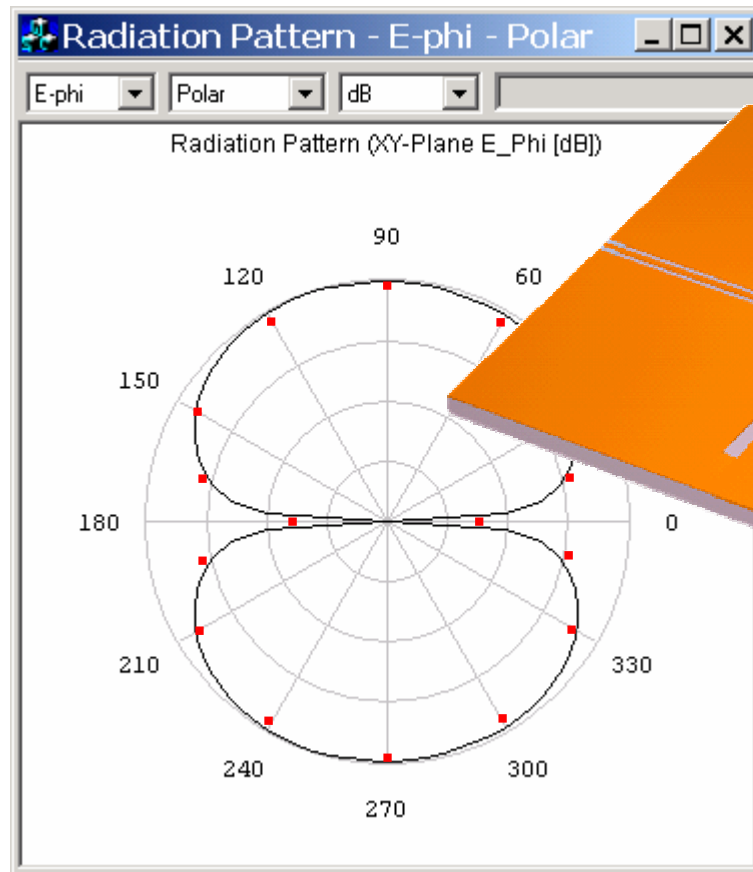 Radiation Pattern - E-phi - Polar
E-phi Polar dB
Radiation Pattern (XY-Plane E_Phi [dB])
90
120 60
150
180 0
210 330
240 300
270